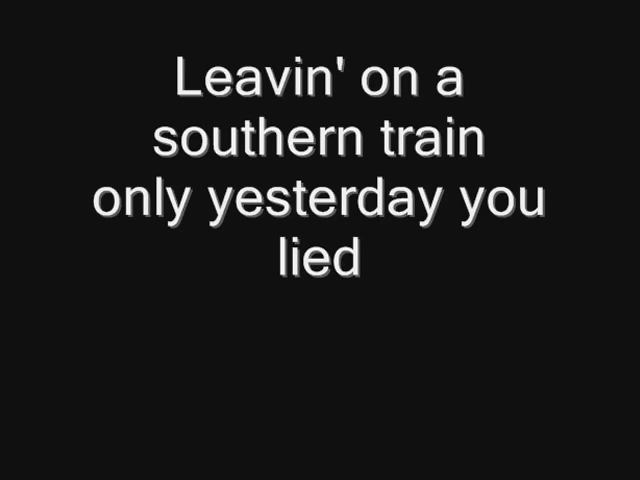 Leavin' on a
southern train
only yesterday you
lied